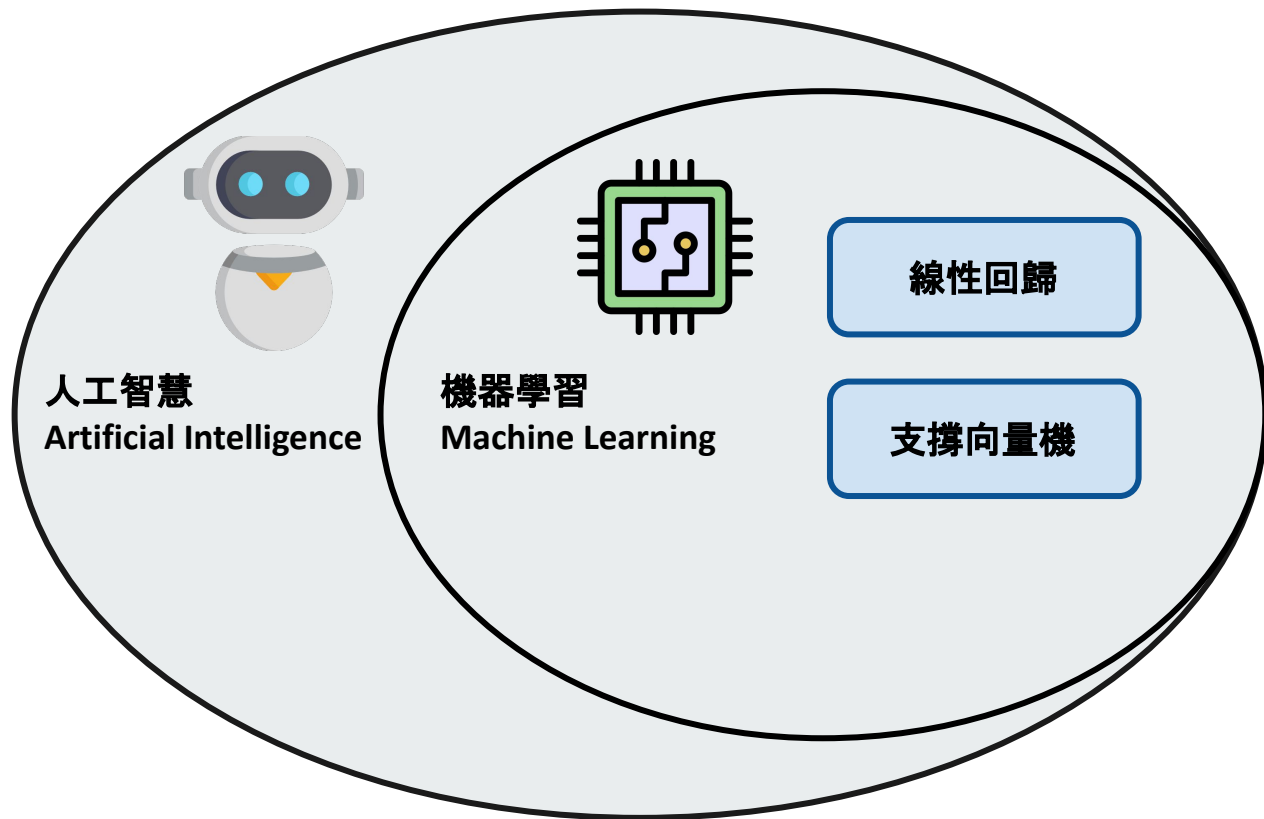 人工智慧
Artificial Intelligence
機器學習
Machine Learning
線性回歸
支撐向量機